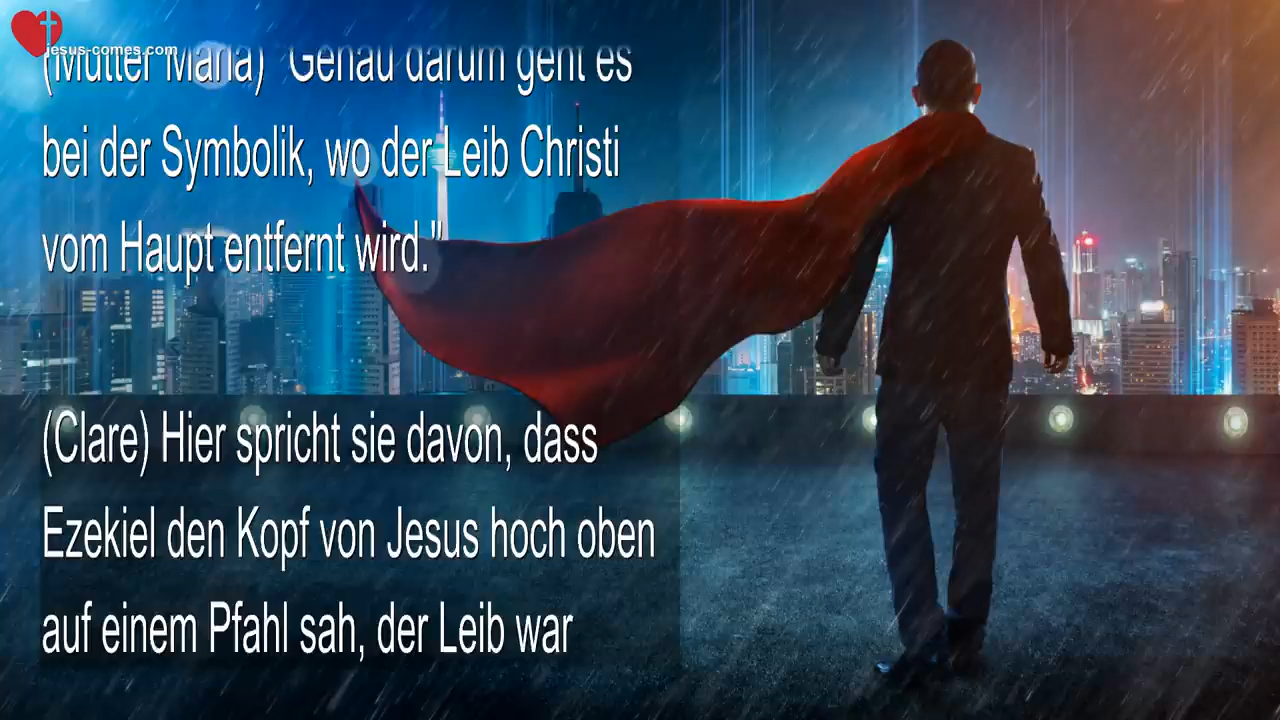 jesus-comes.com
(Mutter Maria) "Genau darum geht es
bei der Symbolik, wo der Leib Christi
vom Haupt entfernt wird."
(Clare) Hier spricht sie davon, dass
Ezekiel den Kopf von Jesus hoch oben
auf einem Pfahl sah, der Leib war